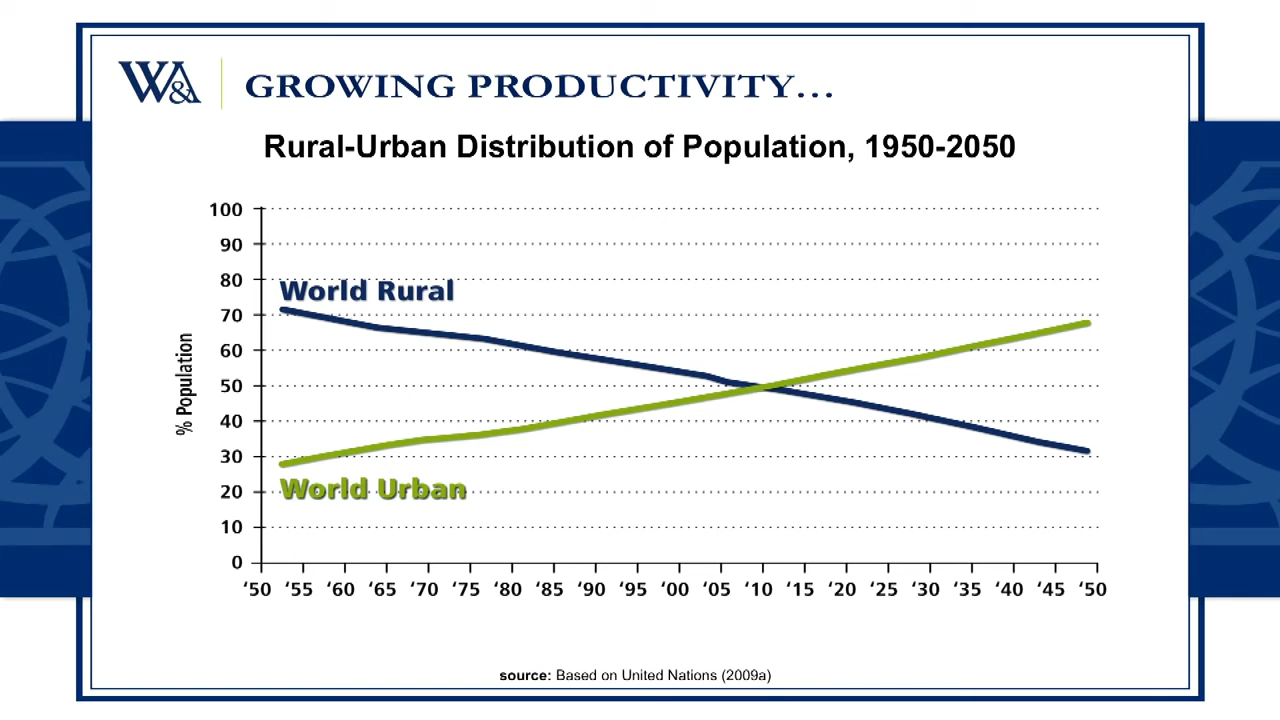 W&
GROWING PRODUCTIVITY…
Rural-Urban Distribution of Population, 1950-2050
100
90
80
World Rural
70
60
% Population
50
40
30
World Urban
20
10
0
‘50 ‘55 ‘60 ‘65 ‘70 ‘75 ‘80 ‘85 ‘90 ‘95 ‘00 ‘05 ‘10 ‘15 ‘20 ‘25 ‘30 ‘35 ‘40 ‘45 ‘50
source: Based on United Nations (2009a)